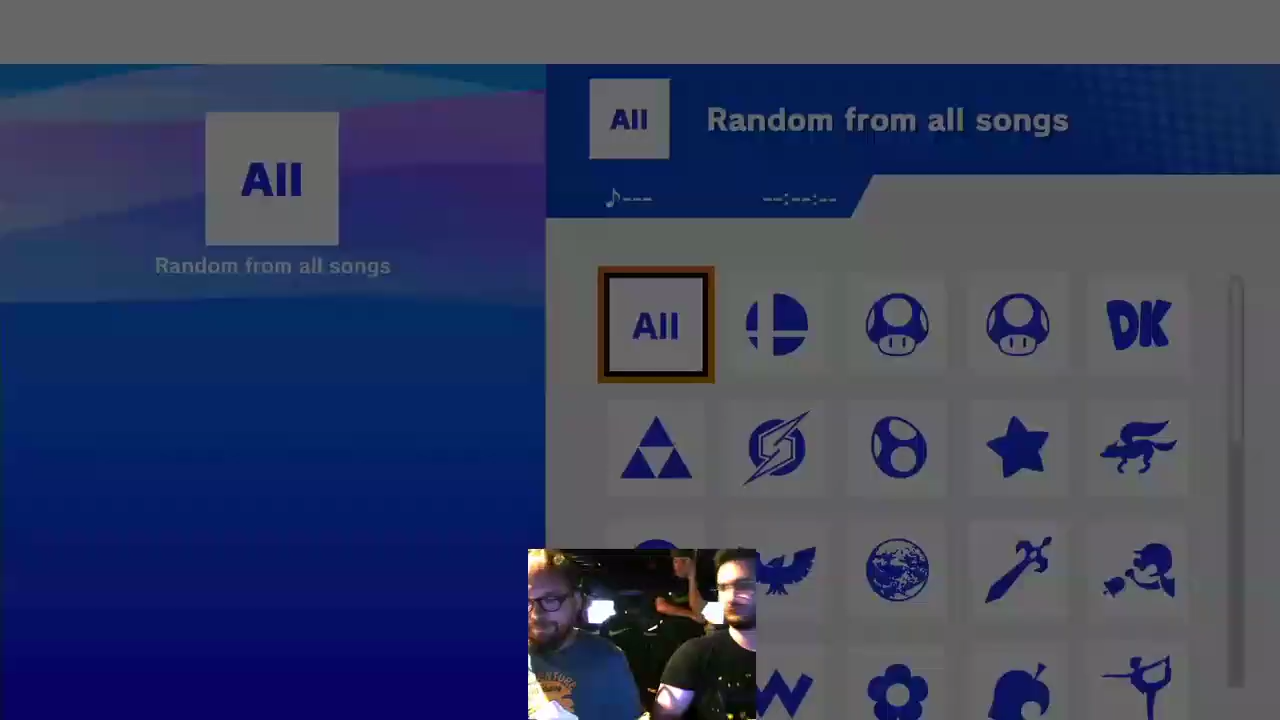 All
Random from all songs
All
Random from all songs
♪--- --:--:--
All
DK